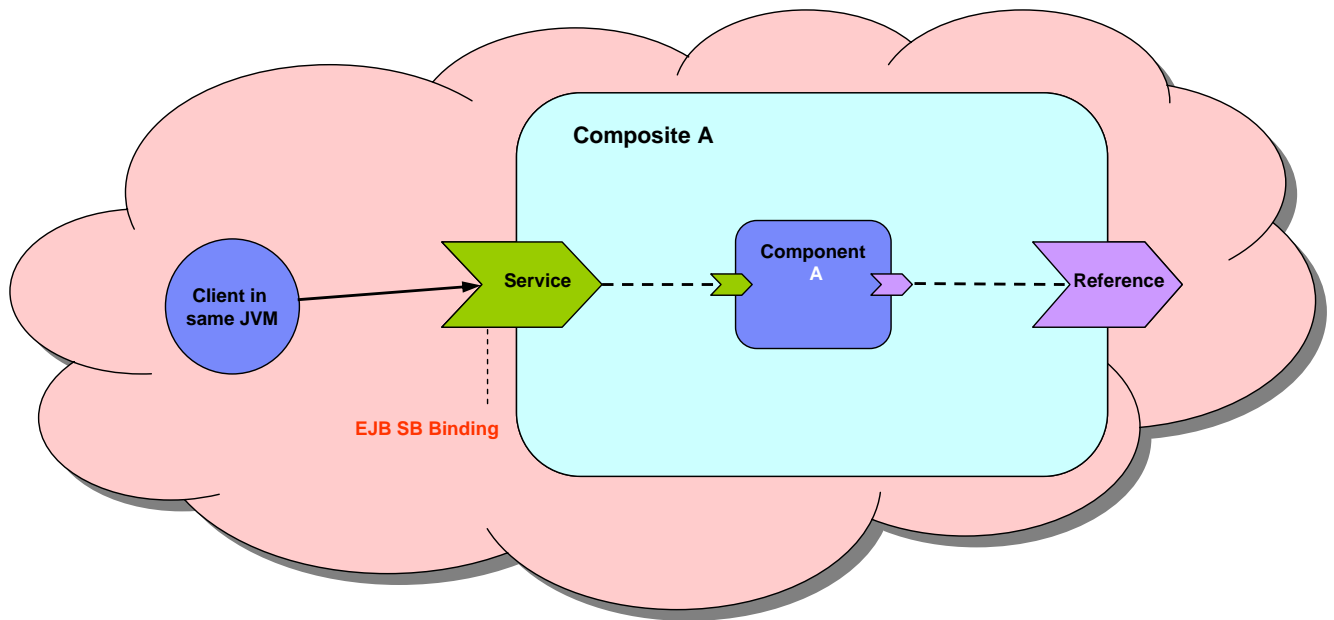 Composite A
Client in
same JVM
Service
Component
A
Reference
EJB SB Binding